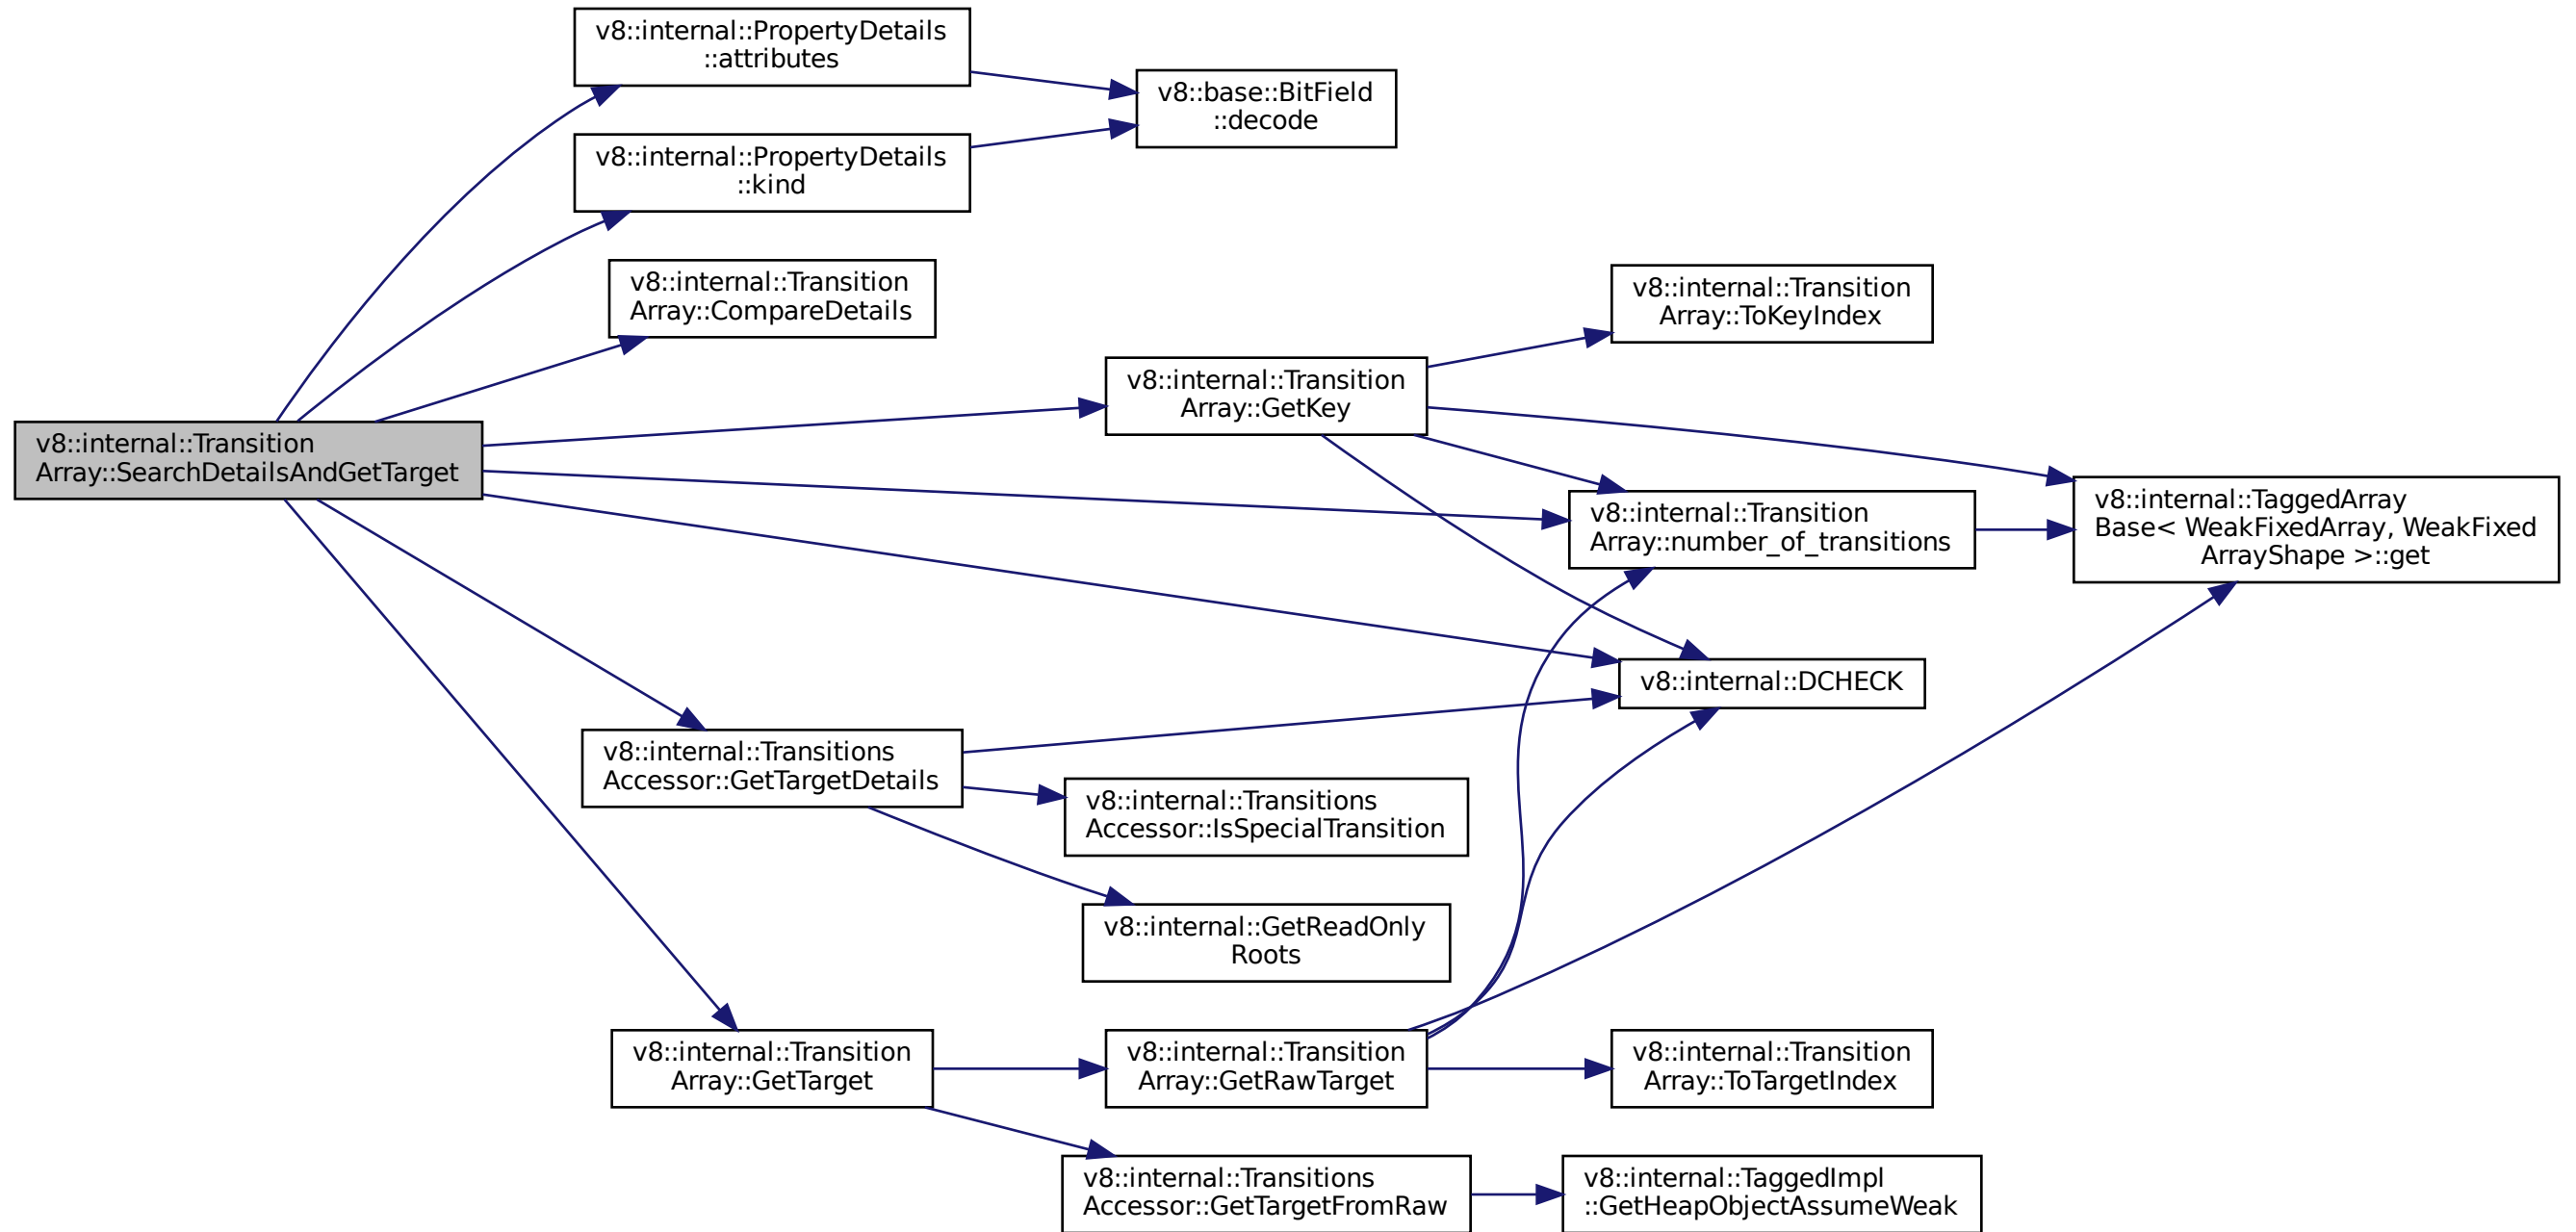 v8::internal::PropertyDetails
::attributes
v8::base::BitField
::decode
v8::internal::PropertyDetails
::kind
v8::internal::Transition
Array::CompareDetails
v8::internal::Transition
Array::ToKeyIndex
v8::internal::Transition
Array::GetKey
v8::internal::Transition
Array::SearchDetailsAndGetTarget
v8::internal::Transition
Array::number_of_transitions
v8::internal::TaggedArray
Base< WeakFixedArray, WeakFixed
ArrayShape >::get
v8::internal::DCHECK
v8::internal::Transitions
Accessor::GetTargetDetails
v8::internal::Transitions
Accessor::IsSpecialTransition
v8::internal::GetReadOnly
Roots
v8::internal::Transition
Array::GetTarget
v8::internal::Transition
Array::GetRawTarget
v8::internal::Transition
Array::ToTargetIndex
v8::internal::Transitions
Accessor::GetTargetFromRaw
v8::internal::TaggedImpl
::GetHeapObjectAssumeWeak